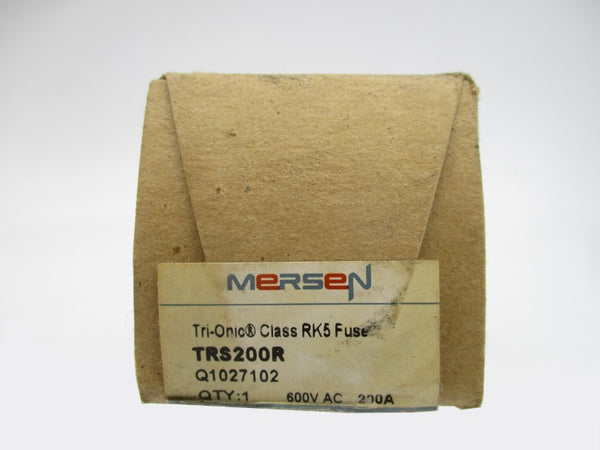 MERSEN
Tri-Onic® Class RK5 Fuse
TRS200R
Q1027102
QTY:1 600V AC 200A